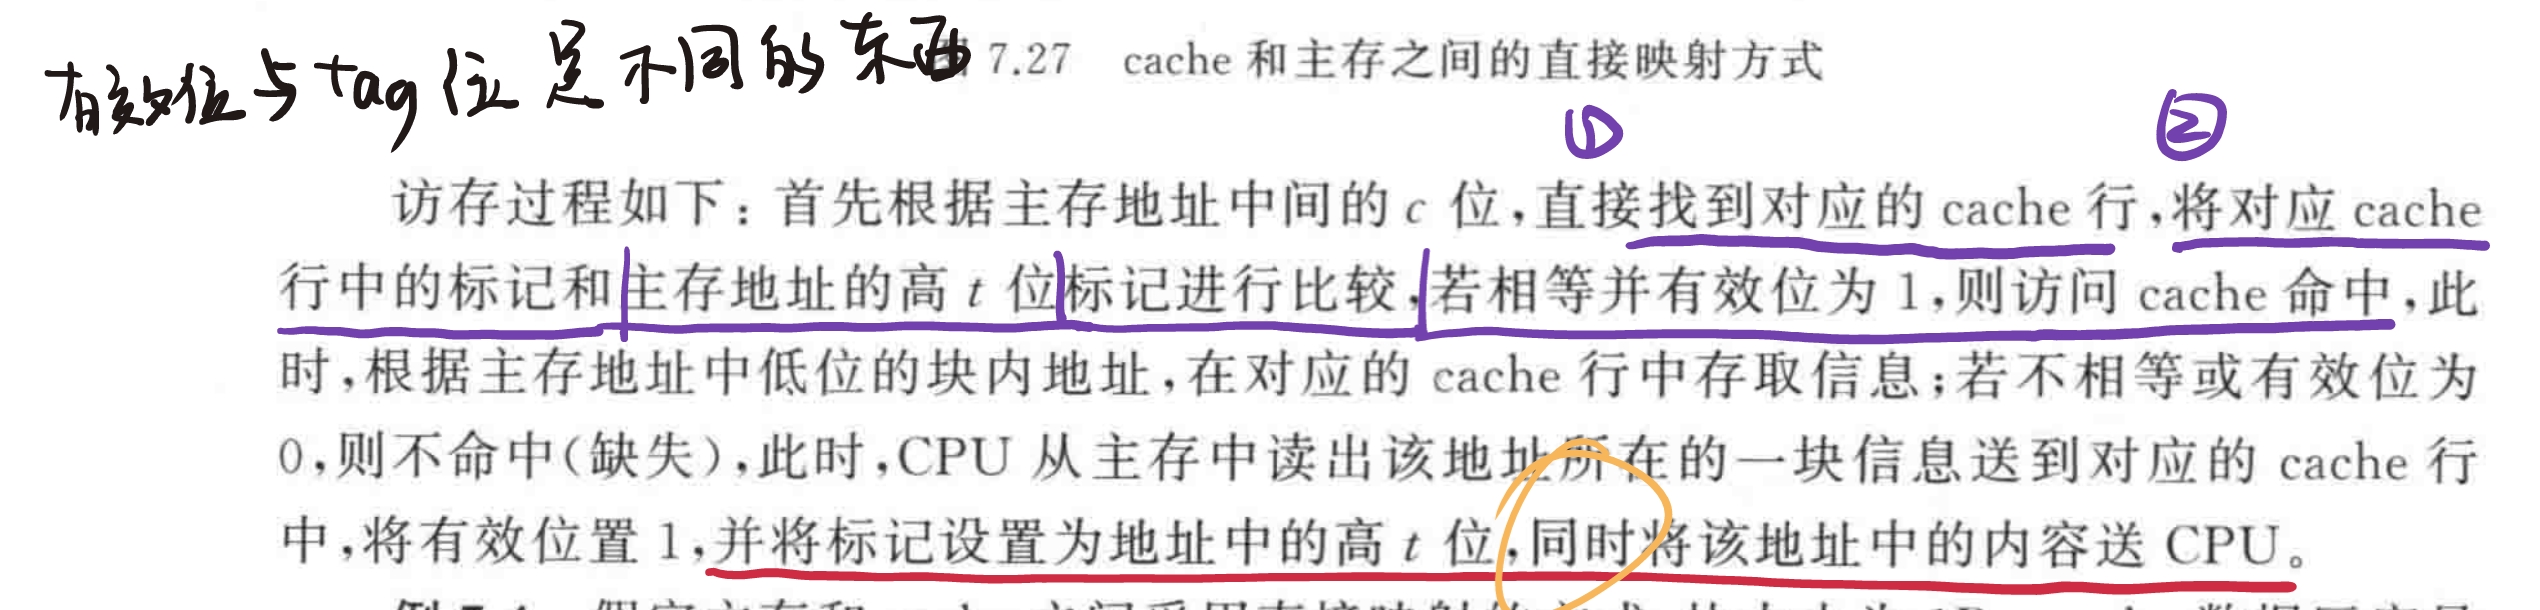 有效位与tag位是不同的东西
图 7.27 cache 和主存之间的直接映射方式
① ②
访存过程如下：首先根据主存地址中间的 c 位，直接找到对应的 cache 行，将对应 cache
行中的标记和主存地址的高 t 位标记进行比较，若相等并有效位为 1，则访问 cache 命中，此
时，根据主存地址中低位的块内地址，在对应的 cache 行中存取信息；若不相等或有效位为
0，则不命中（缺失），此时，CPU 从主存中读出该地址所在的一块信息送到对应的 cache 行
中，将有效位置 1，并将标记设置为地址中的高 t 位，同时将该地址中的内容送 CPU。